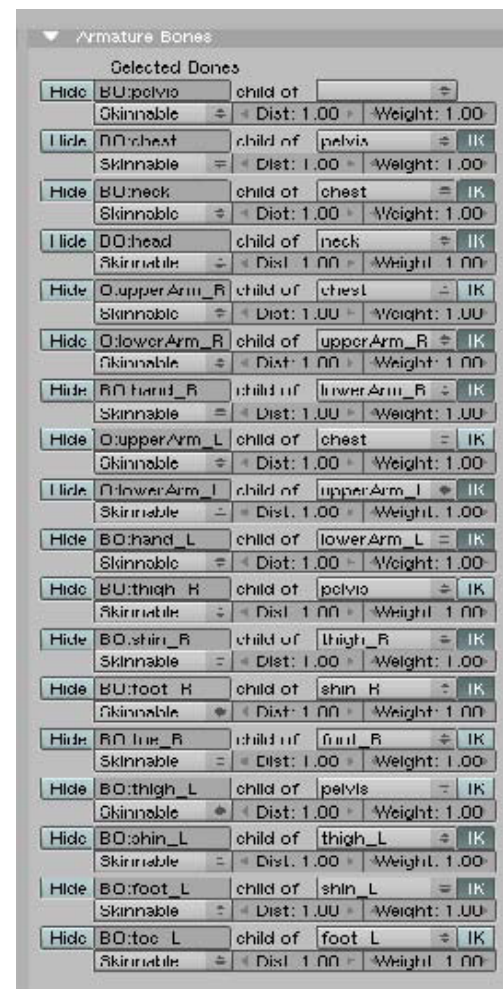 Armature Bones
Selected Bones
Hide BO:pelvis child of
Skinnable Dist: 1.00 Weight: 1.00
Hide BO:chest child of pelvis IK
Skinnable Dist: 1.00 Weight: 1.00
Hide BO:neck child of chest IK
Skinnable Dist: 1.00 Weight: 1.00
Hide BO:head child of neck IK
Skinnable Dist: 1.00 Weight: 1.00
Hide O:upperArm_R child of chest IK
Skinnable Dist: 1.00 Weight: 1.00
Hide O:lowerArm_R child of upperArm_R IK
Skinnable Dist: 1.00 Weight: 1.00
Hide BO:hand_R child of lowerArm_R IK
Skinnable Dist: 1.00 Weight: 1.00
Hide O:upperArm_L child of chest IK
Skinnable Dist: 1.00 Weight: 1.00
Hide O:lowerArm_L child of upperArm_L IK
Skinnable Dist: 1.00 Weight: 1.00
Hide BO:hand_L child of lowerArm_L IK
Skinnable Dist: 1.00 Weight: 1.00
Hide BO:thigh_R child of pelvis IK
Skinnable Dist: 1.00 Weight: 1.00
Hide BO:shin_R child of thigh_R IK
Skinnable Dist: 1.00 Weight: 1.00
Hide BO:foot_R child of shin_R IK
Skinnable Dist: 1.00 Weight: 1.00
Hide BO:toe_R child of foot_R IK
Skinnable Dist: 1.00 Weight: 1.00
Hide BO:thigh_L child of pelvis IK
Skinnable Dist: 1.00 Weight: 1.00
Hide BO:shin_L child of thigh_L IK
Skinnable Dist: 1.00 Weight: 1.00
Hide BO:foot_L child of shin_L IK
Skinnable Dist: 1.00 Weight: 1.00
Hide BO:toe_L child of foot_L IK
Skinnable Dist: 1.00 Weight: 1.00